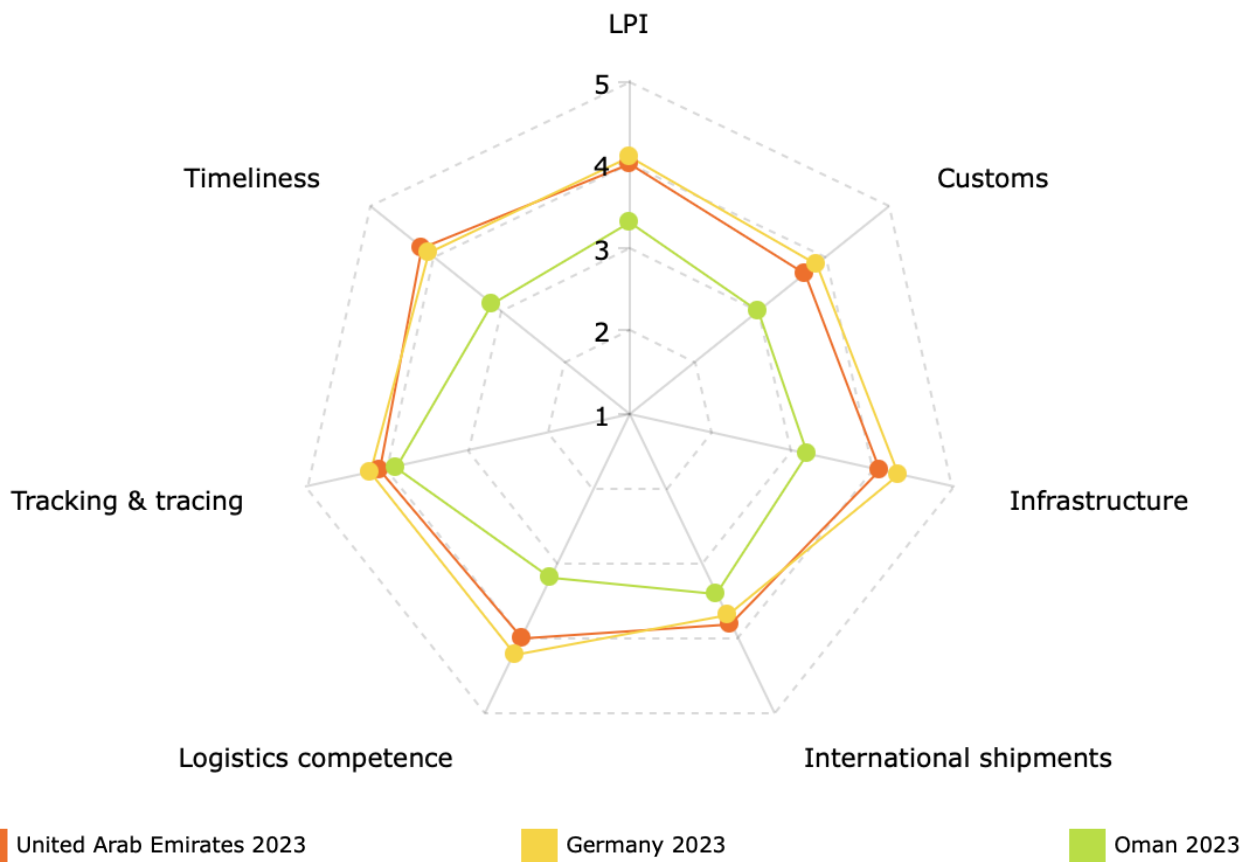 LPI
5
Timeliness
4
Customs
3
2
1
Tracking & tracing
Infrastructure
Logistics competence
International shipments
United Arab Emirates 2023
Germany 2023
Oman 2023